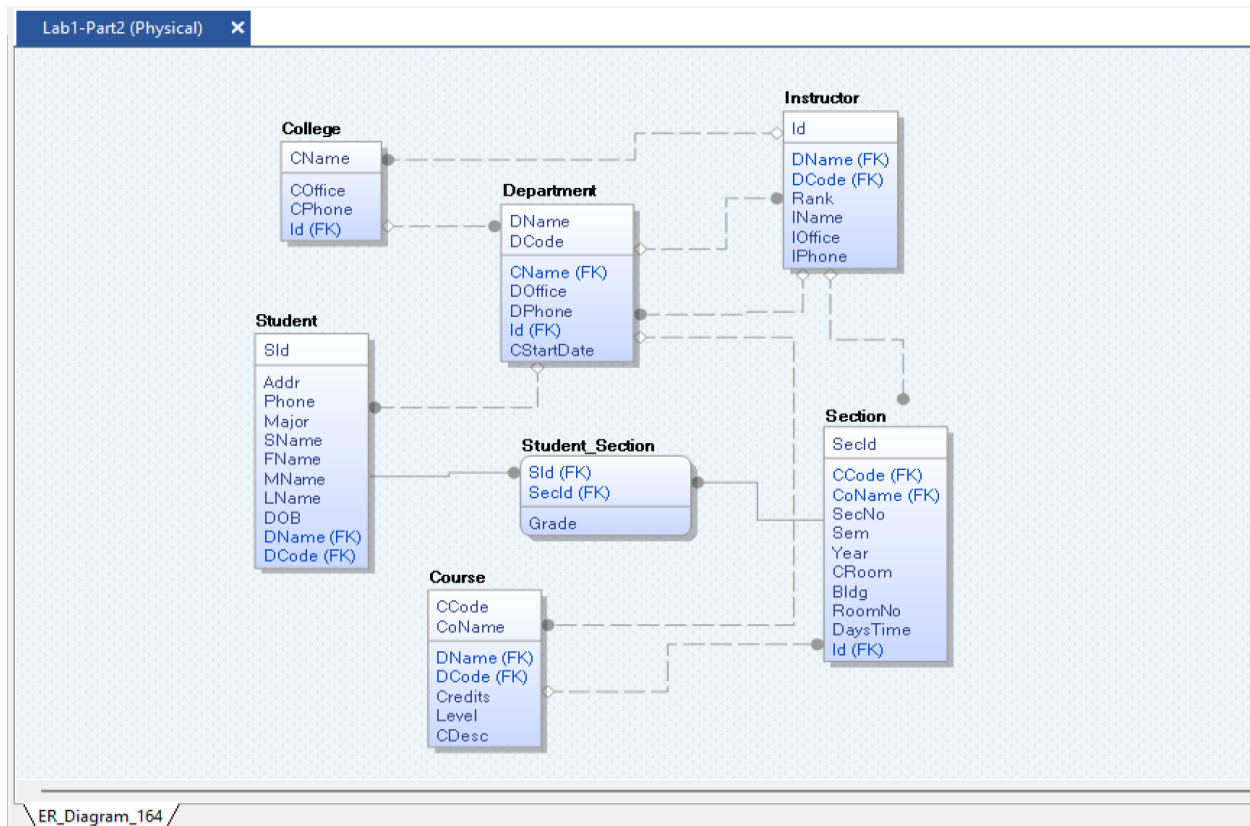 Lab1-Part2 (Physical)
Instructor
Id
DName (FK)
DCode (FK)
Rank
IName
IOffice
IPhone
College
CName
COffice
CPhone
Id (FK)
Department
DName
DCode
CName (FK)
DOffice
DPhone
Id (FK)
CStartDate
Student
SId
Addr
Phone
Major
SName
FName
MName
LName
DOB
DName (FK)
DCode (FK)
Student_Section
SId (FK)
SecId (FK)
Grade
Section
SecId
CCode (FK)
CoName (FK)
SecNo
Sem
Year
CRoom
Bldg
RoomNo
DaysTime
Id (FK)
Course
CCode
CoName
DName (FK)
DCode (FK)
Credits
Level
CDesc
ER_Diagram_164